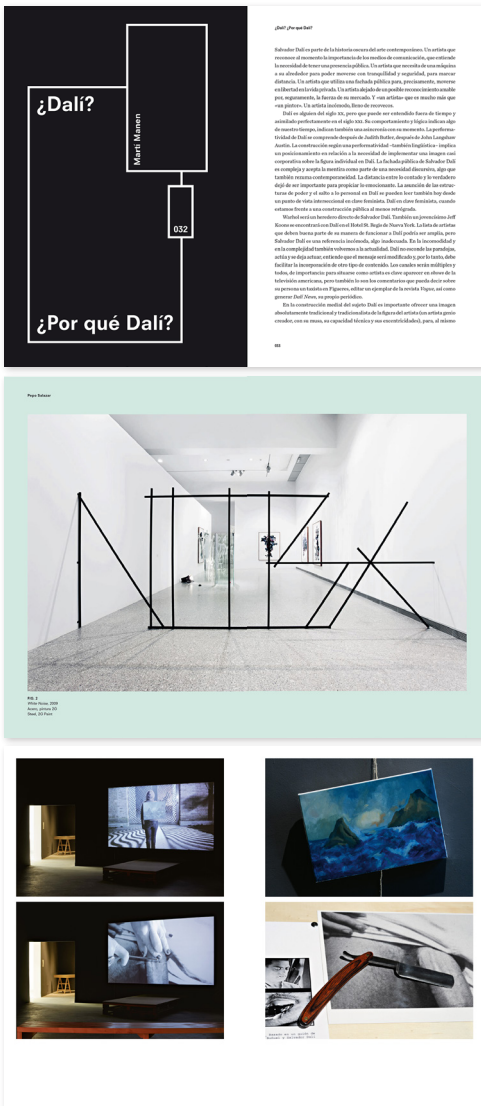 ¿Dalí?
Martí Manen
032
¿Por qué Dalí?
¿Dalí? ¿Por qué Dalí?
Salvador Dalí es parte de la historia oscura del arte contemporáneo. Un artista que
reconoce al momento la importancia de los medios de comunicación, que entiende
la necesidad de tener una presencia pública. Un artista que necesita de una máquina
a su alrededor para poder moverse con tranquilidad y seguridad, para marcar
distancia. Un artista que utiliza una fachada pública para, precisamente, moverse
en libertad en la vida privada. Un artista alejado de un posible reconocimiento amable
por, seguramente, la fuerza de su mercado. Y «un artista» que es mucho más que
«un pintor». Un artista incómodo, lleno de recovecos.
Dalí es alguien del siglo XX, pero que puede ser entendido fuera de tiempo y
asimilado perfectamente en el siglo XXI. Su comportamiento y lógica indican algo
de nuestro tiempo, indican también una asincronía con su momento. La performa-
tividad de Dalí se comprende después de Judith Butler, después de John Langshaw
Austin. La construcción según una performatividad –también lingüística– implica
un posicionamiento en relación a la necesidad de implementar una imagen casi
corporativa sobre la figura individual en Dalí. La fachada pública de Salvador Dalí
es compleja y acepta la mentira como parte de una necesidad discursiva, algo que
también rezuma contemporaneidad. La distancia entre lo contado y lo verdadero
dejó de ser importante para propiciar lo emocionante. La asunción de las estruc-
turas de poder y el salto a lo personal en Dalí se pueden leer también hoy desde
un punto de vista interseccional en clave feminista. Dalí en clave feminista, cuando
estamos frente a una construcción pública al menos retrógrada.
Warhol será un heredero directo de Salvador Dalí. También un jovencísimo Jeff
Koons se encontrará con Dalí en el Hotel St. Regis de Nueva York. La lista de artistas
que deben buena parte de su manera de funcionar a Dalí podría ser amplia, pero
Salvador Dalí es una referencia incómoda, algo inadecuada. En la incomodidad y
en la complejidad también volvemos a la actualidad. Dalí no esconde las paradojas,
actúa y se deja actuar, entiende que el mensaje será modificado y, por lo tanto, debe
facilitar la incorporación de otro tipo de contenido. Los canales serán múltiples y
todos, de importancia: para situarse como artista es clave aparecer en shows de la
televisión americana, pero también lo son los comentarios que pueda decir sobre
su persona un taxista en Figueres, editar un ejemplar de la revista Vogue, así como
generar Dalí News, su propio periódico.
En la construcción medial del sujeto Dalí es importante ofrecer una imagen
absolutamente tradicional y tradicionalista de la figura del artista (un artista genio
creador, con su musa, su capacidad técnica y sus excentricidades); para, al mismo
033
Pepo Salazar
FIG. 2
White Noise, 2009
Acero, pintura 2D
Steel, 2D Paint